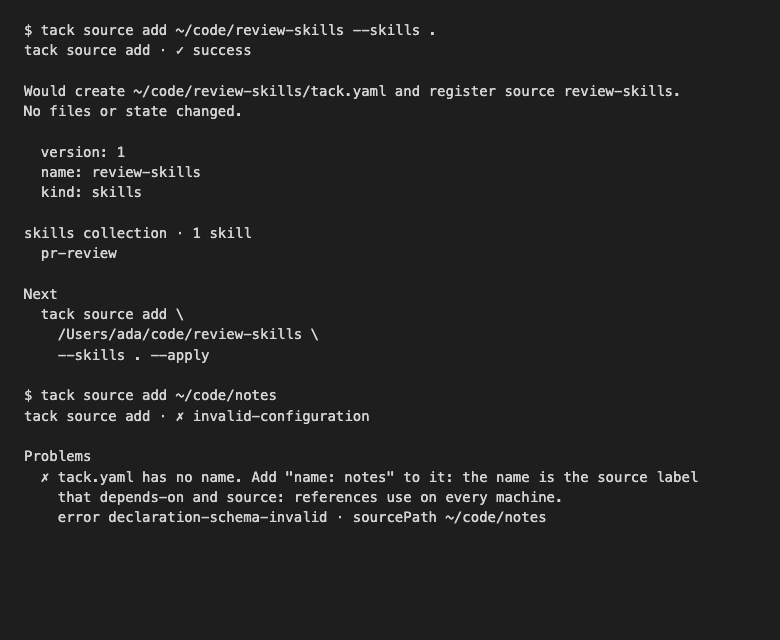 $ tack source add ~/code/review-skills --skills .
tack source add · ✓ success
Would create ~/code/review-skills/tack.yaml and register source review-skills.
No files or state changed.
version: 1
name: review-skills
kind: skills
skills collection · 1 skill
pr-review
Next
tack source add \
/Users/ada/code/review-skills \
--skills . --apply
$ tack source add ~/code/notes
tack source add · ✗ invalid-configuration
Problems
✗ tack.yaml has no name. Add "name: notes" to it: the name is the source label
that depends-on and source: references use on every machine.
error declaration-schema-invalid · sourcePath ~/code/notes